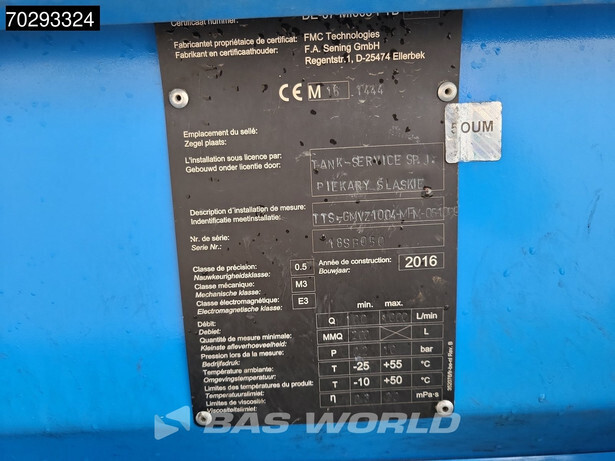 70293324
Certificaat nummer:
Fabricantet propriétaire de certificat:
Fabrikant en certificaathouder:
FMC Technologies
F.A. Sening GmbH
Regentstr.1, D-25474 Ellerbek
CE M 16 1444
Emplacement du sellé:
Zegel plaats:
SOUM
L'installation sous licence par:
Gebouwd onder licentie door:
TANK-SERVICE SP.J.
PIEKARY SLASKIE
Description d'installation de mesure:
Indentificatie meetinstallatie:
Nr. de série:
Serie Nr.:
Classe de précision:
Nauwkeurigheidsklasse:
0.5
Année de construction:
Bouwjaar:
2016
Classe mécanique:
Mechanische klasse:
M3
Classe électromagnétique:
Electromagnetische klasse:
E3
min. max.
Débit:
Debiet:
Q L/min
Quantité de mesure minimale:
Kleinste afleverhoeveelheid:
MMQ L
Pression lors de la mesure:
Bedrijfsdruk:
P bar
Température ambiante:
Omgevingstemperatuur:
T -25 +55 °C
Limites des températures du produit:
Temperatuurlimiet:
T -10 +50 °C
Limites de viscosité:
Viscositeitslimiet:
η mPa·s
BAS WORLD